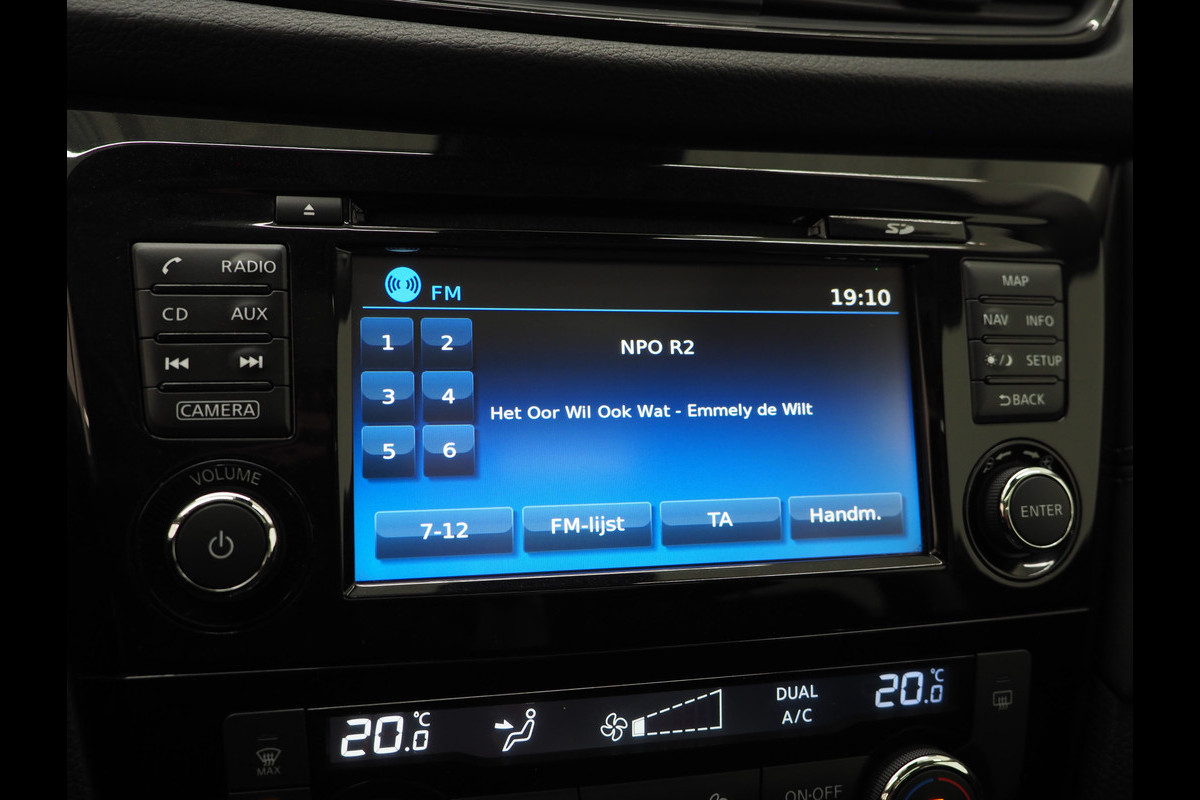 SD
RADIO
CD AUX
CAMERA
VOLUME
FM
19:10
1 2
NPO R2
3 4
Het Oor Wil Ook Wat - Emmely de Wilt
5 6
7-12 FM-lijst TA Handm.
MAP
NAV INFO
SETUP
BACK
ENTER
20.0°C
DUAL
A/C
20.0°C
MAX
ON·OFF